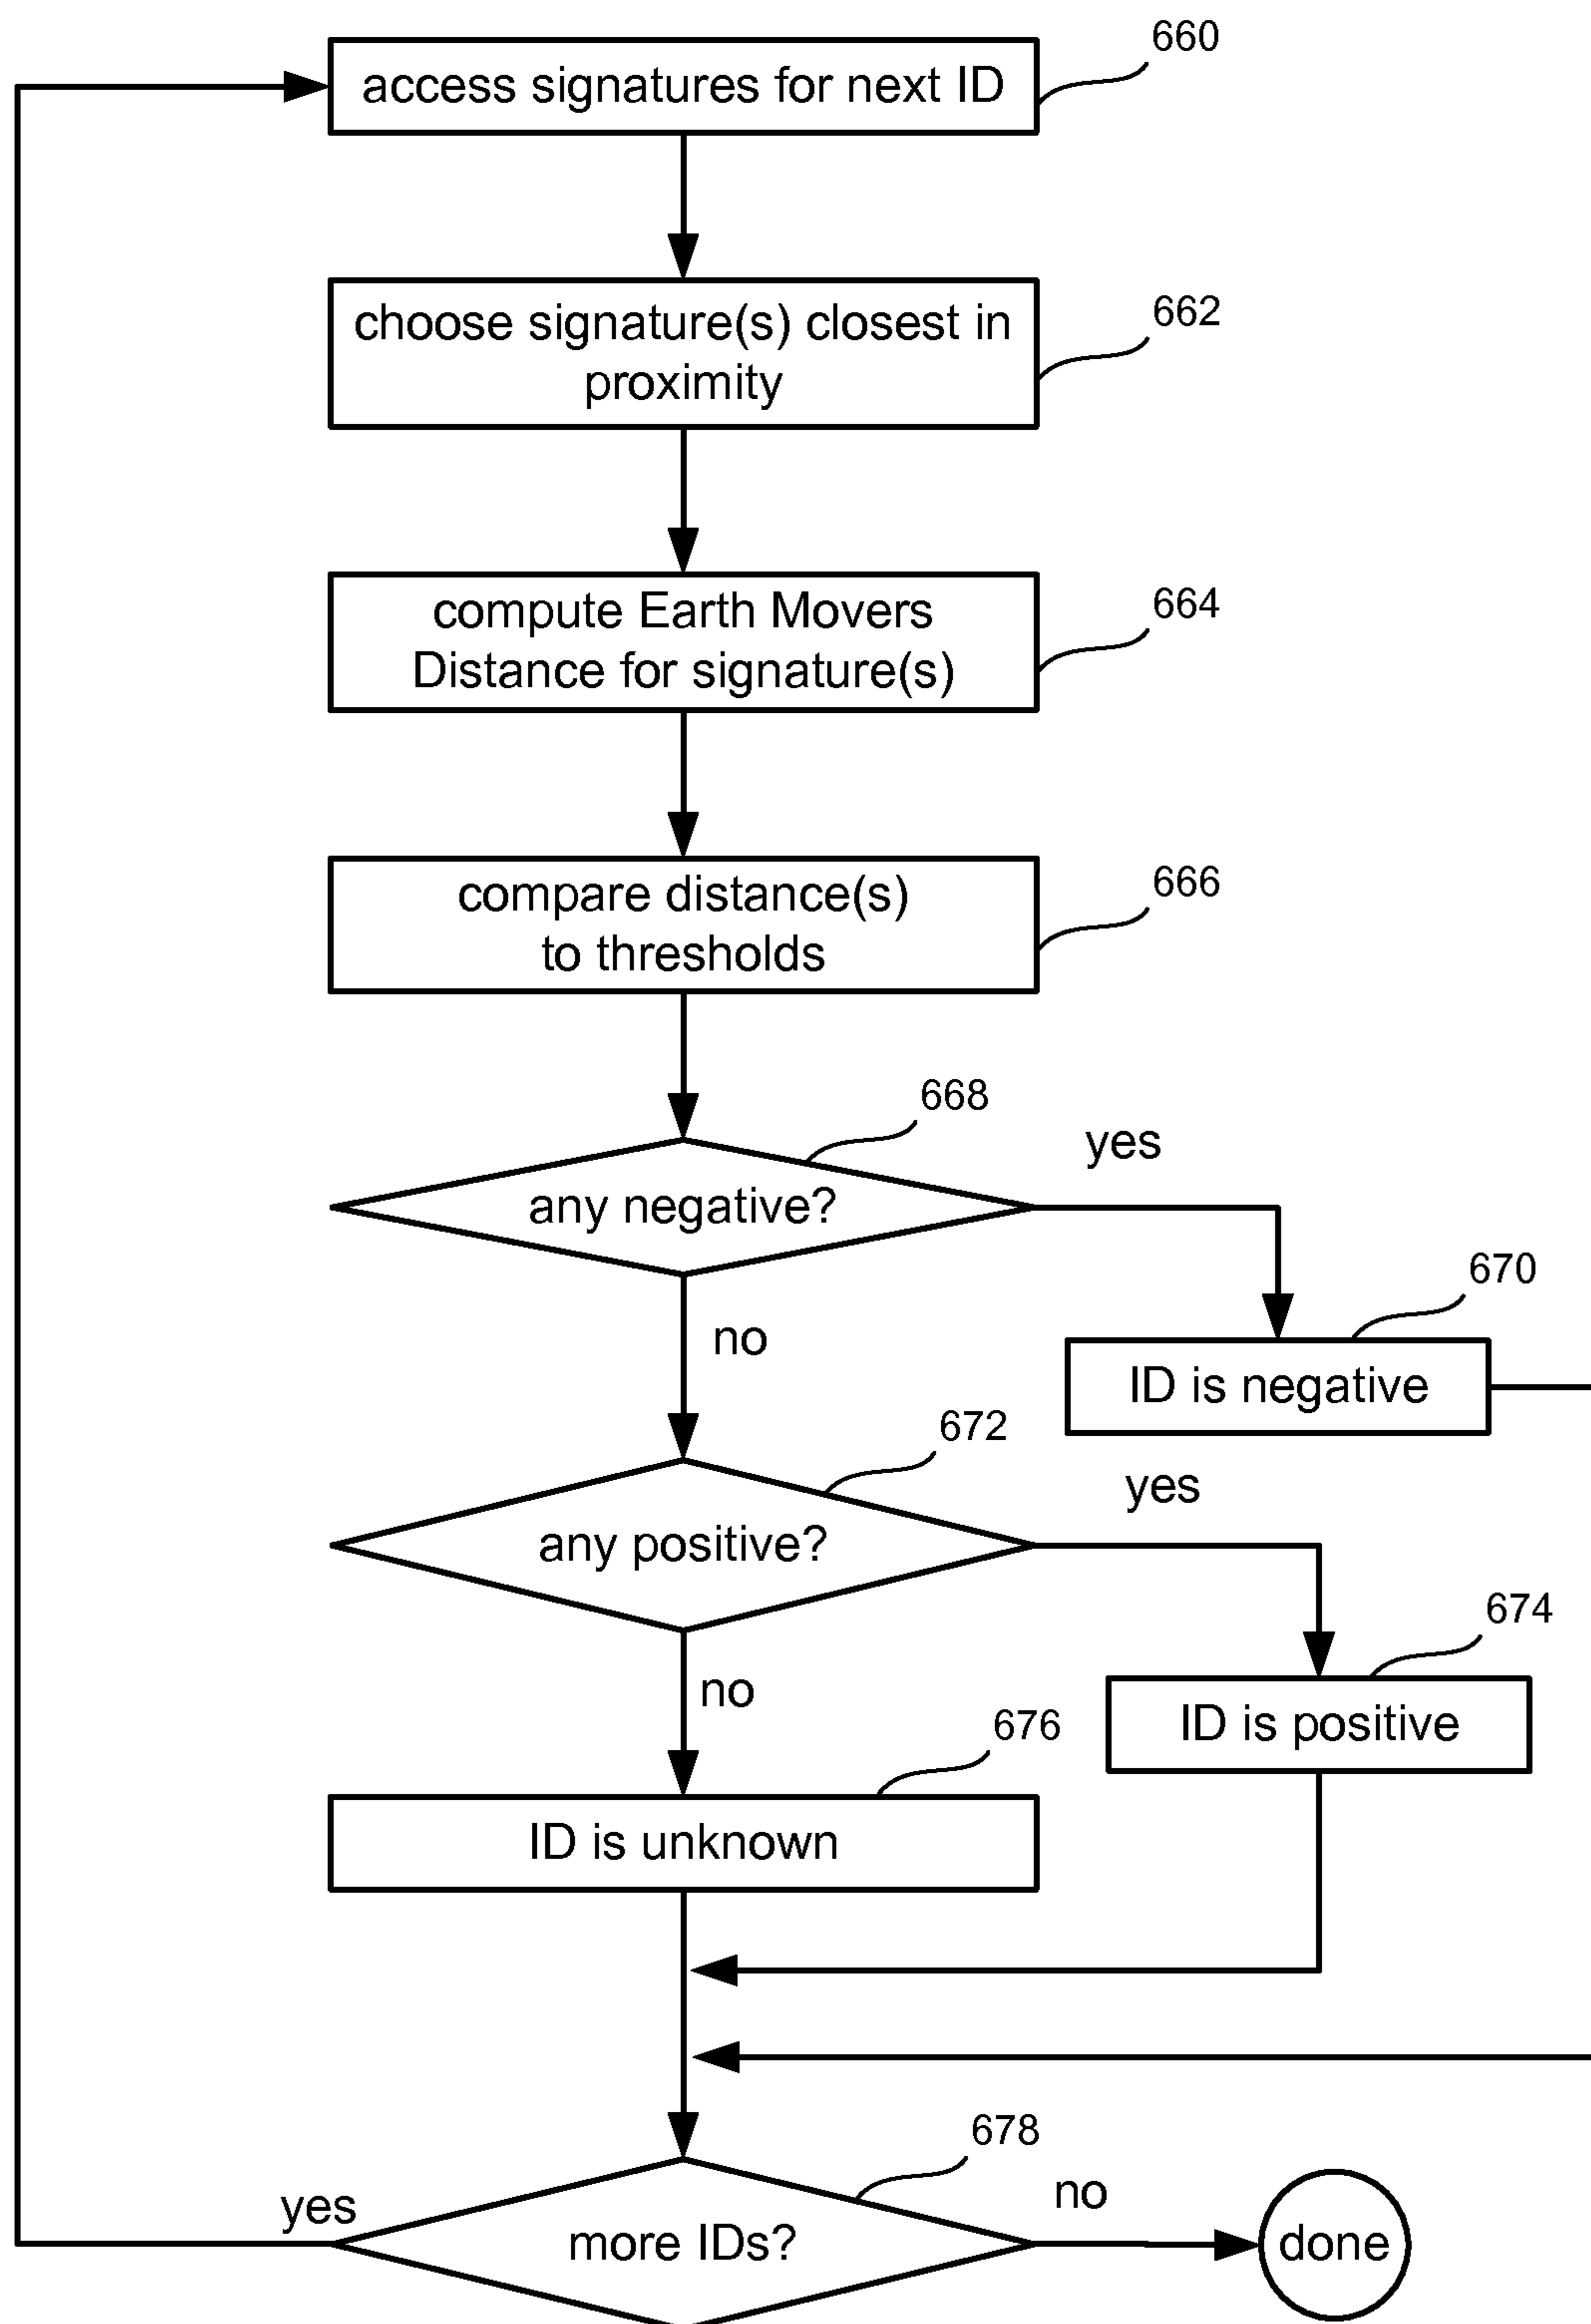 660
access signatures for next ID
662
choose signature(s) closest in
proximity
664
compute Earth Movers
Distance for signature(s)
666
compare distance(s)
to thresholds
668
yes
any negative?
670
no
ID is negative
672
yes
any positive?
674
no
ID is positive
676
ID is unknown
678
yes
no
more IDs?
done